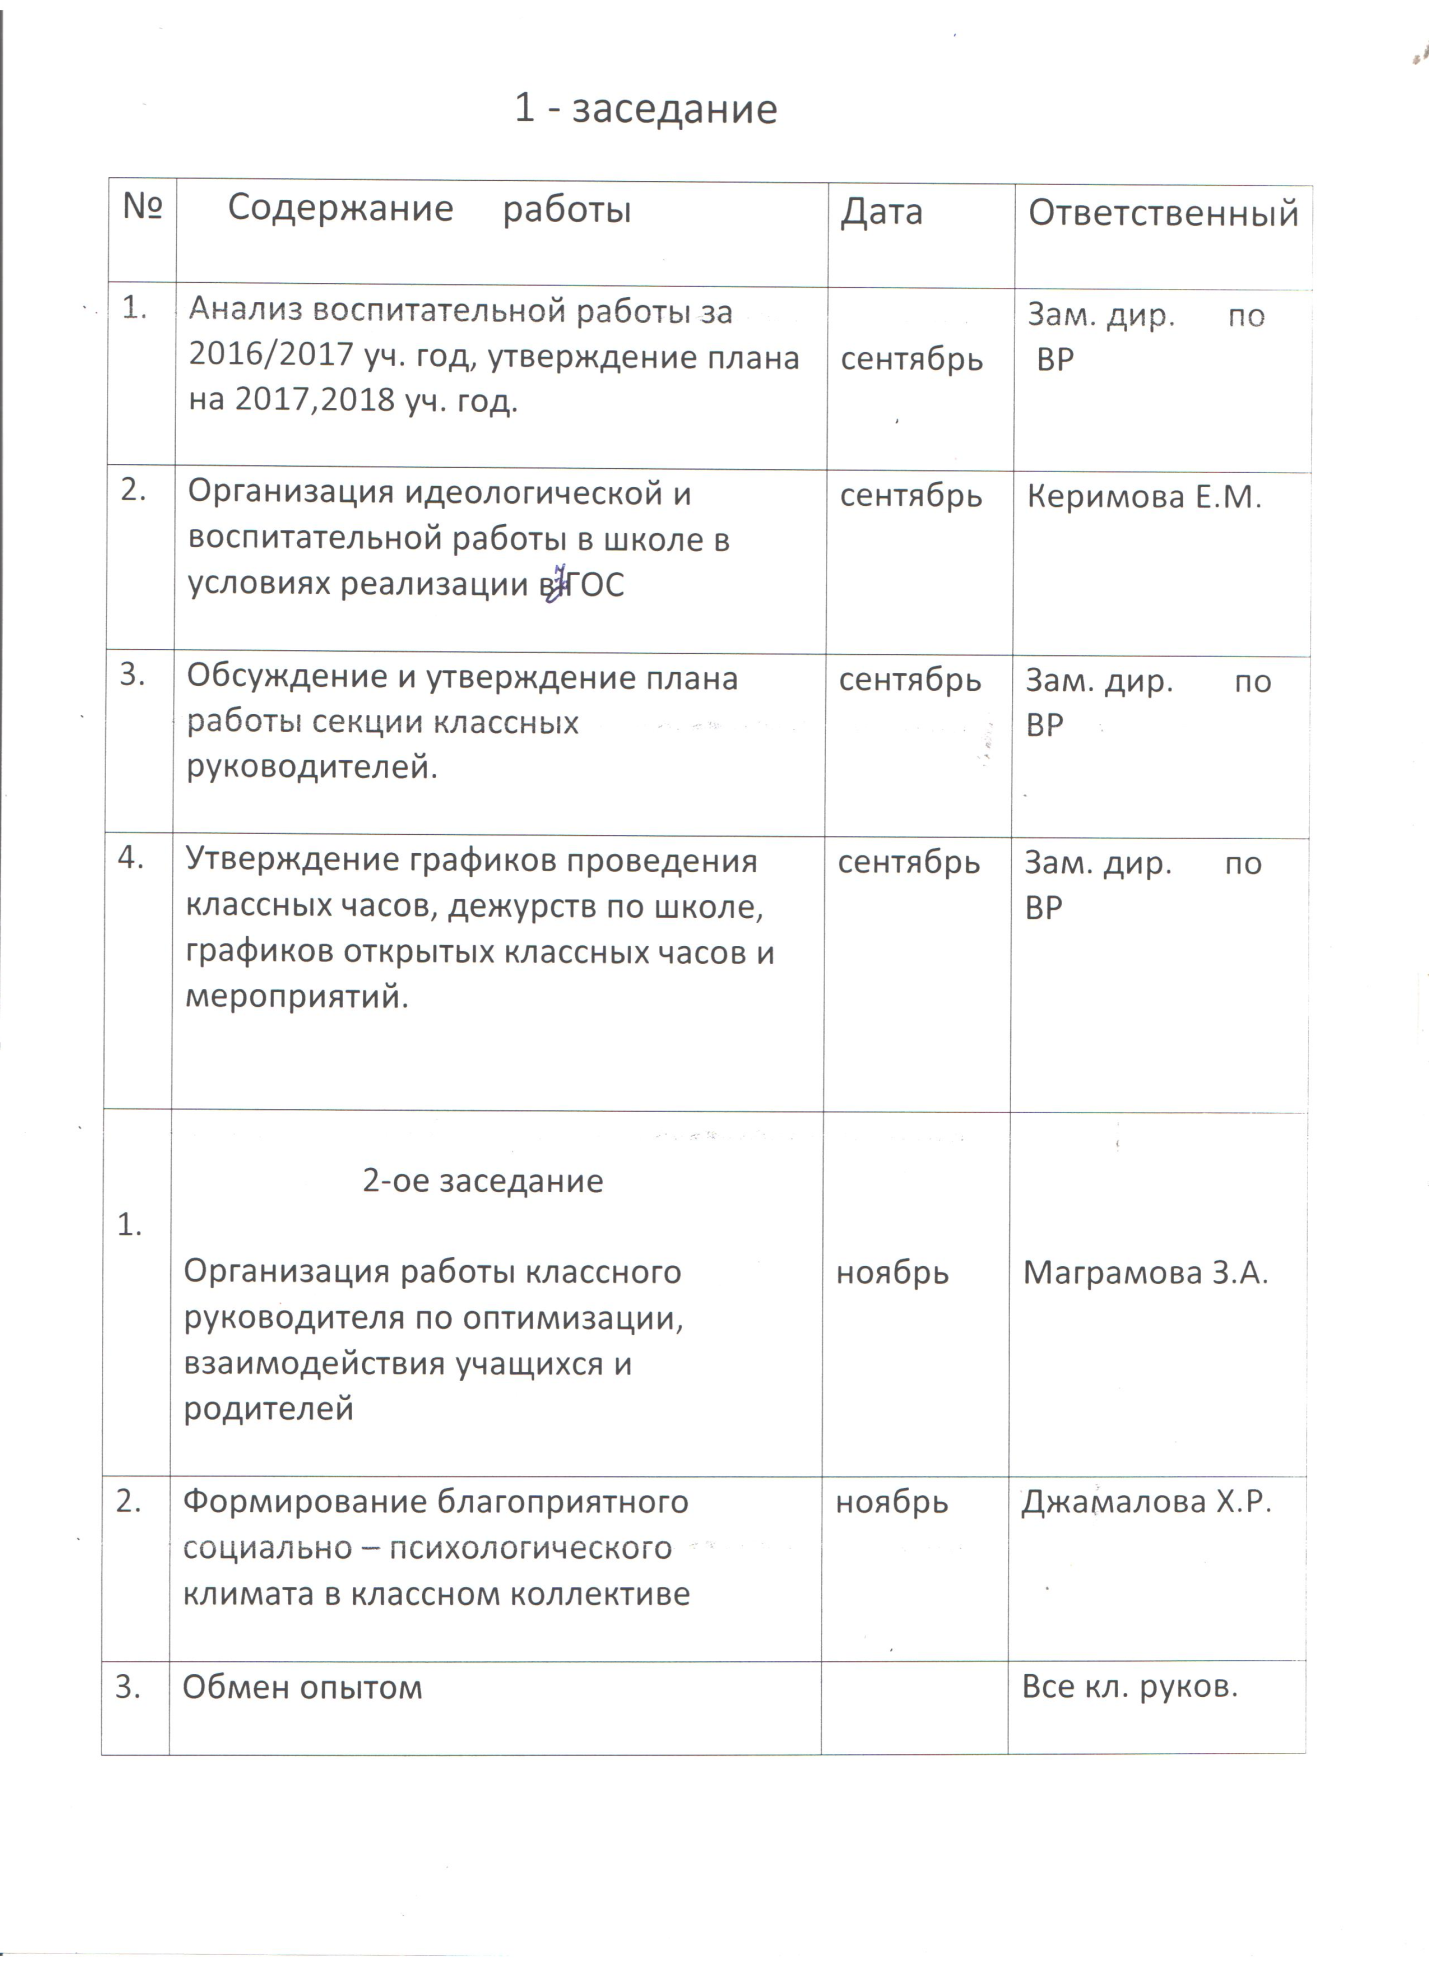 1 - заседание
№ Содержание работы Дата Ответственный
1. Анализ воспитательной работы за
2016/2017 уч. год, утверждение плана
на 2017,2018 уч. год.
сентябрь
Зам. дир. по
ВР
2. Организация идеологической и
воспитательной работы в школе в
условиях реализации ГОС
сентябрь
Керимова Е.М.
3. Обсуждение и утверждение плана
работы секции классных
руководителей.
сентябрь
Зам. дир. по
ВР
4. Утверждение графиков проведения
классных часов, дежурств по школе,
графиков открытых классных часов и
мероприятий.
сентябрь
Зам. дир. по
ВР
2-ое заседание
1.
Организация работы классного
руководителя по оптимизации,
взаимодействия учащихся и
родителей
ноябрь
Маграмова З.А.
2. Формирование благоприятного
социально – психологического
климата в классном коллективе
ноябрь
Джамалова Х.Р.
3. Обмен опытом
Все кл. руков.